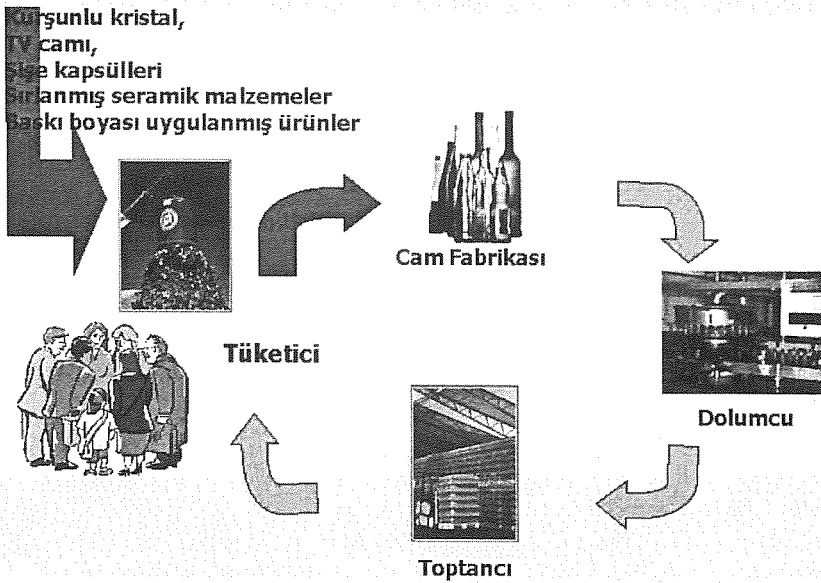 Kurşunlu kristal,
TV camı,
Şişe kapsülleri
Sırlanmış seramik malzemeler
Baskı boyası uygulanmış ürünler
Cam Fabrikası
Tüketici
Dolumcu
Toptancı